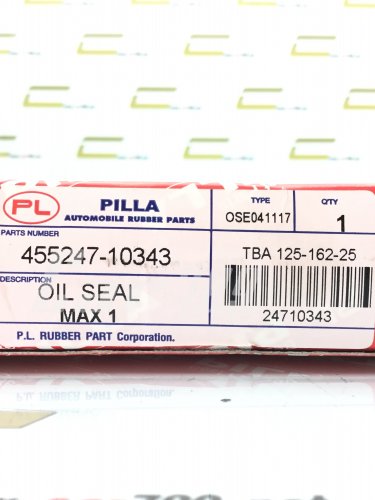 PL
PILLA
AUTOMOBILE RUBBER PARTS
TYPE
OSE041117
Q'TY
1
PARTS NUMBER
455247-10343
TBA 125-162-25
DESCRIPTION
OIL SEAL
MAX 1
24710343
P.L. RUBBER PART Corporation.